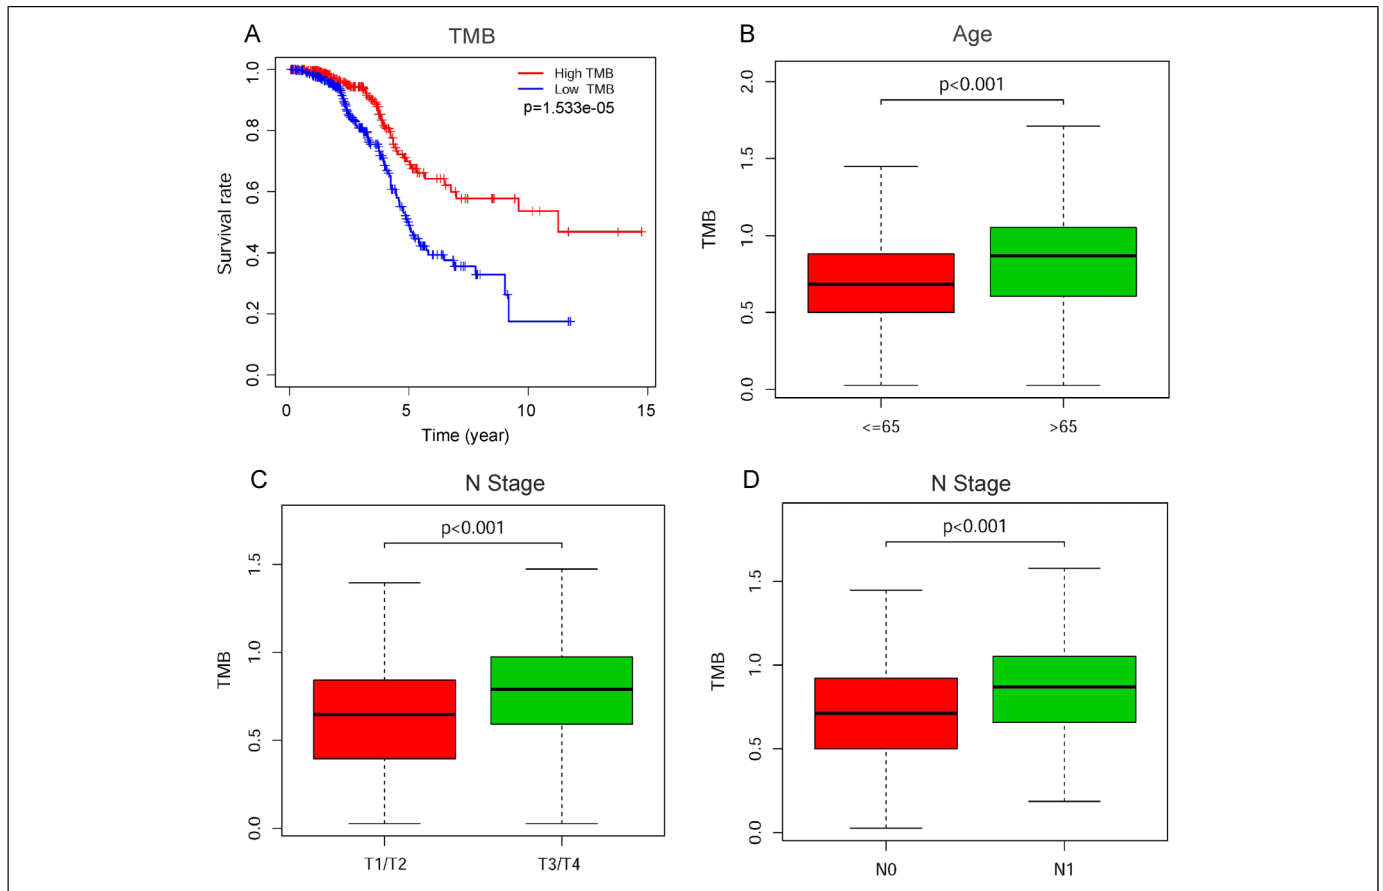 A
TMB
High TMB
Low TMB
p=1.533e-05
Survival rate
1.0
0.8
0.6
0.4
0.2
0.0
0
5
10
15
Time (year)
B
Age
p<0.001
TMB
2.0
1.5
1.0
0.5
0.0
<=65
>65
C
N Stage
p<0.001
TMB
1.5
1.0
0.5
0.0
T1/T2
T3/T4
D
N Stage
p<0.001
TMB
1.5
1.0
0.5
0.0
N0
N1